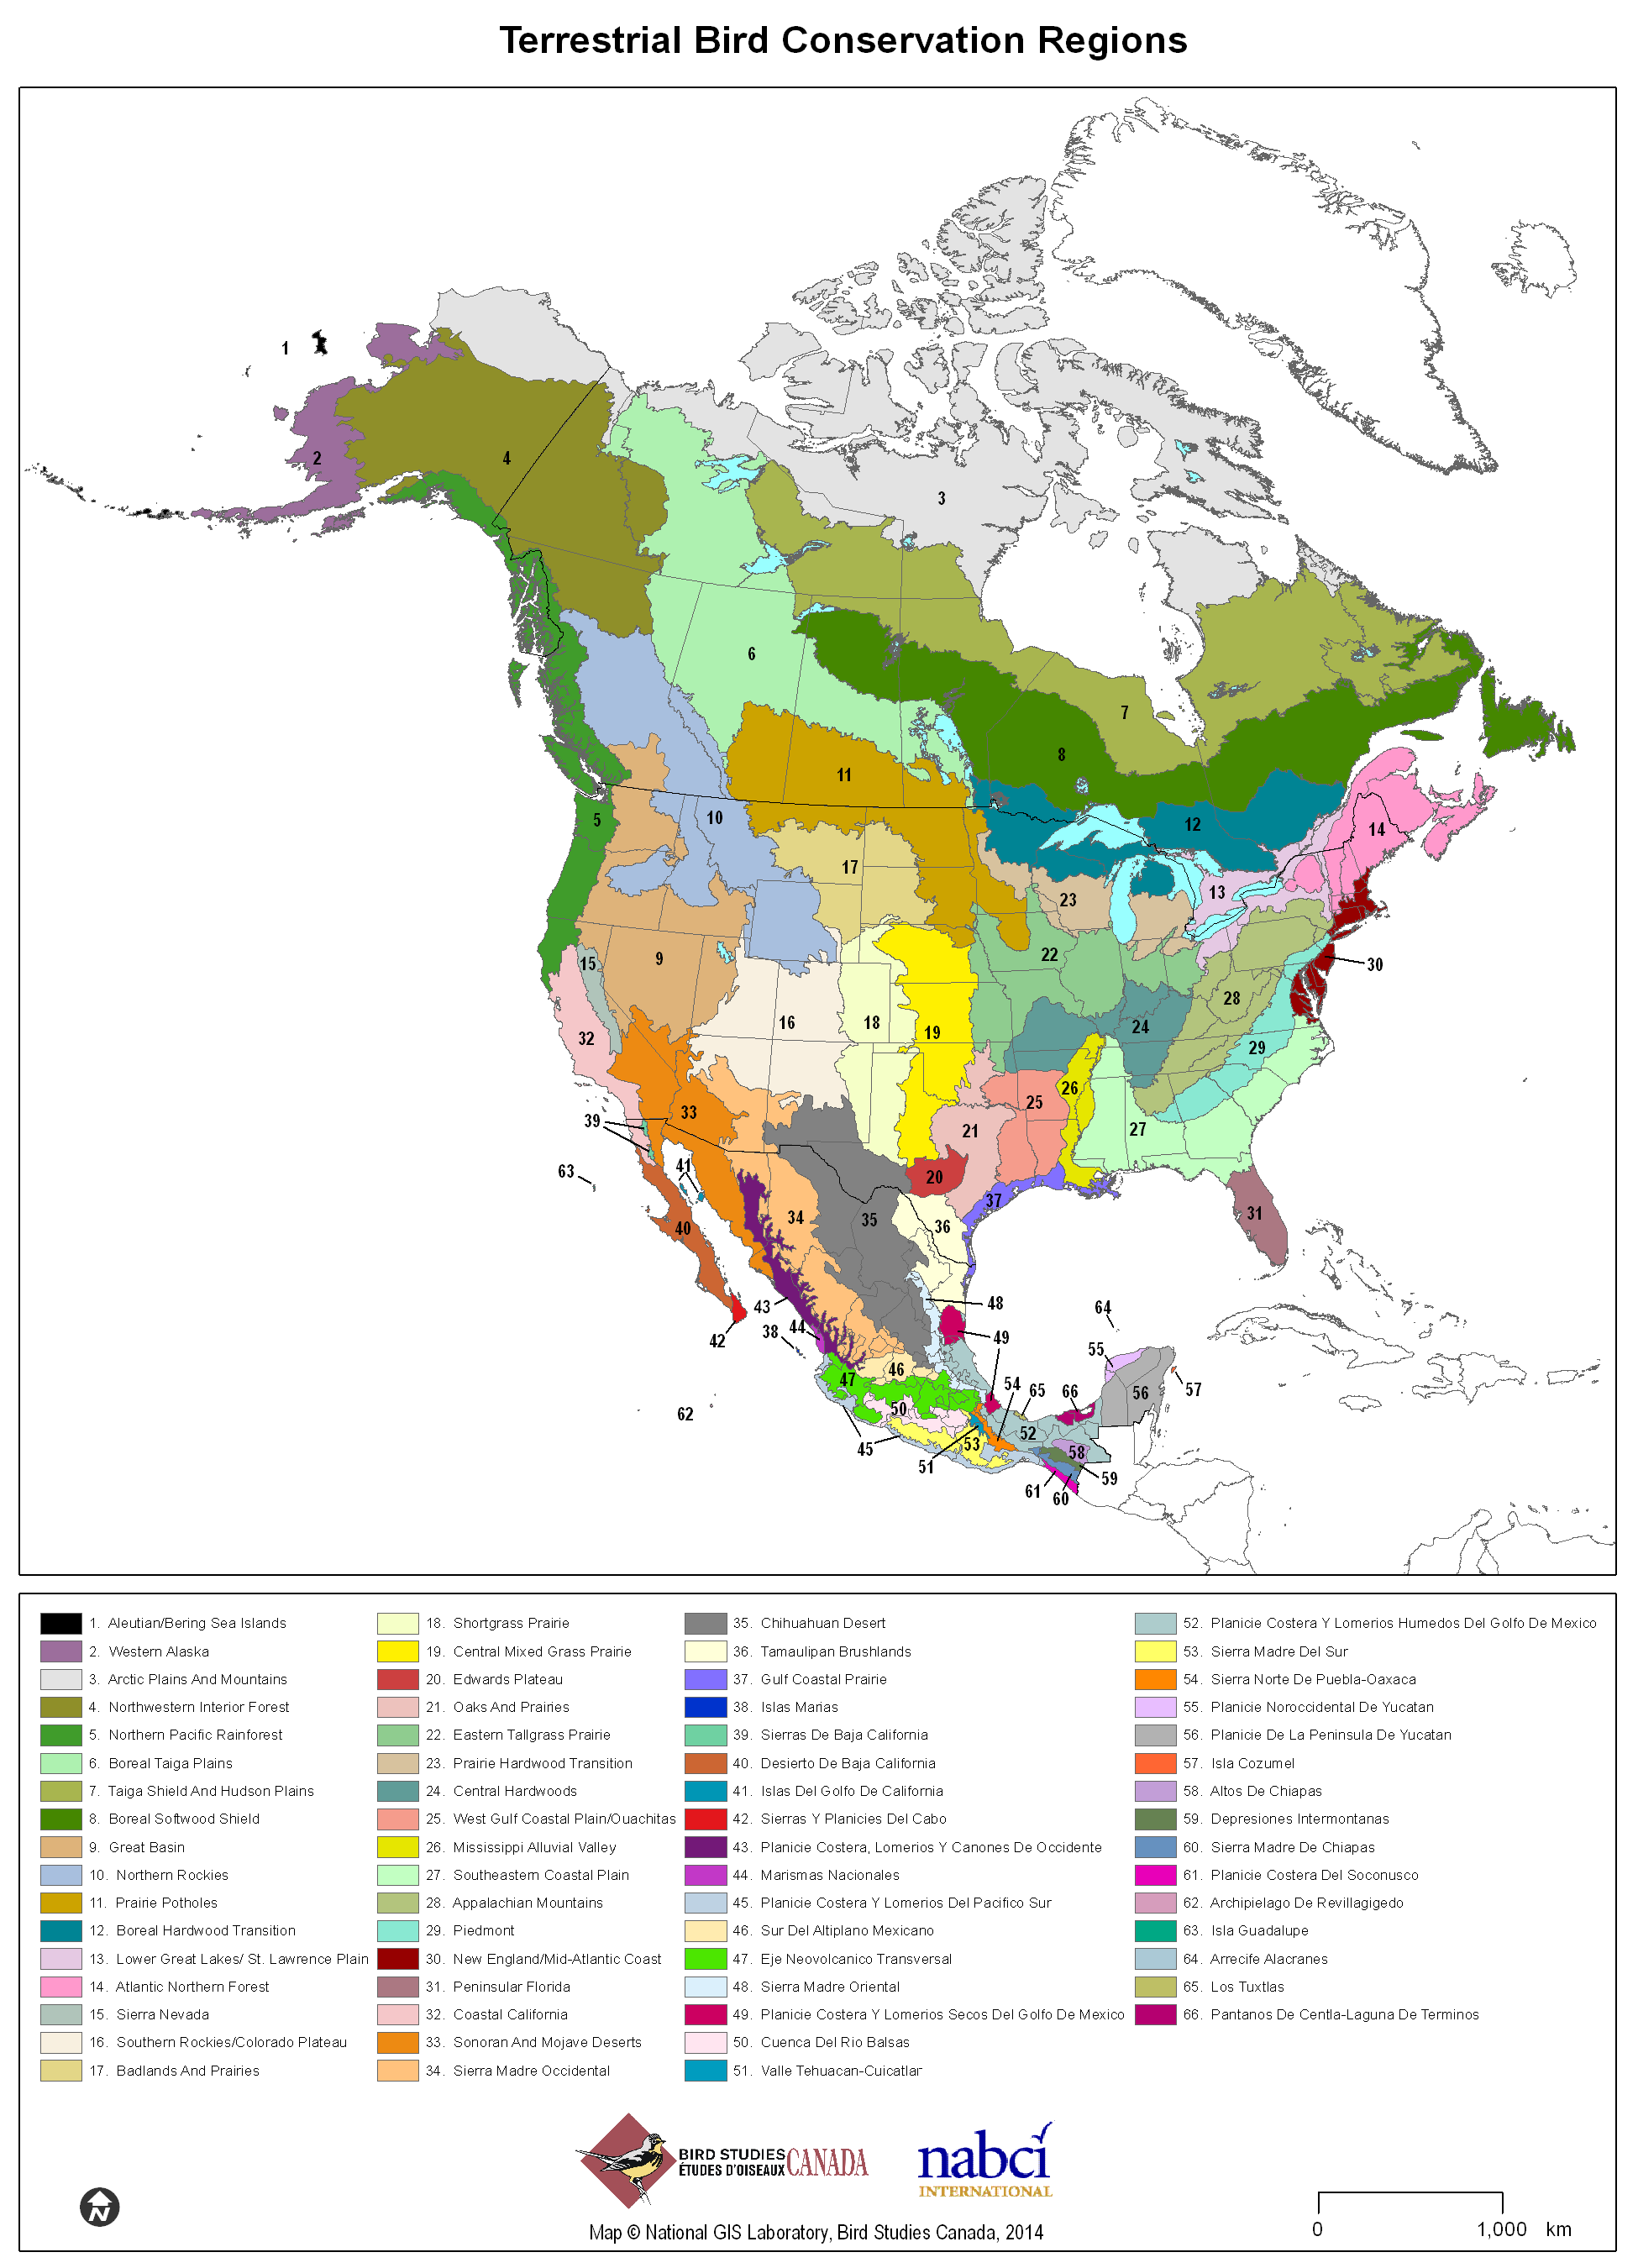 Terrestrial Bird Conservation Regions
1
2
4
3
6
7
8
11
5
10
12
14
17
13
23
9
15
22
30
28
16
18
19
24
32
29
26
25
33
39
27
21
63
41
20
37
31
40
34
35
36
43
48
42
38
44
49
64
55
47
46
57
54
65
66
56
62
50
52
45
53
51
58
59
61
60
1. Aleutian/Bering Sea Islands
2. Western Alaska
3. Arctic Plains And Mountains
4. Northwestern Interior Forest
5. Northern Pacific Rainforest
6. Boreal Taiga Plains
7. Taiga Shield And Hudson Plains
8. Boreal Softwood Shield
9. Great Basin
10. Northern Rockies
11. Prairie Potholes
12. Boreal Hardwood Transition
13. Lower Great Lakes/ St. Lawrence Plain
14. Atlantic Northern Forest
15. Sierra Nevada
16. Southern Rockies/Colorado Plateau
17. Badlands And Prairies
18. Shortgrass Prairie
19. Central Mixed Grass Prairie
20. Edwards Plateau
21. Oaks And Prairies
22. Eastern Tallgrass Prairie
23. Prairie Hardwood Transition
24. Central Hardwoods
25. West Gulf Coastal Plain/Ouachitas
26. Mississippi Alluvial Valley
27. Southeastern Coastal Plain
28. Appalachian Mountains
29. Piedmont
30. New England/Mid-Atlantic Coast
31. Peninsular Florida
32. Coastal California
33. Sonoran And Mojave Deserts
34. Sierra Madre Occidental
35. Chihuahuan Desert
36. Tamaulipan Brushlands
37. Gulf Coastal Prairie
38. Islas Marias
39. Sierras De Baja California
40. Desierto De Baja California
41. Islas Del Golfo De California
42. Sierras Y Planicies Del Cabo
43. Planicie Costera, Lomerios Y Canones De Occidente
44. Marismas Nacionales
45. Planicie Costera Y Lomerios Del Pacifico Sur
46. Sur Del Altiplano Mexicano
47. Eje Neovolcanico Transversal
48. Sierra Madre Oriental
49. Planicie Costera Y Lomerios Secos Del Golfo De Mexico
50. Cuenca Del Rio Balsas
51. Valle Tehuacan-Cuicatlar
52. Planicie Costera Y Lomerios Humedos Del Golfo De Mexico
53. Sierra Madre Del Sur
54. Sierra Norte De Puebla-Oaxaca
55. Planicie Noroccidental De Yucatan
56. Planicie De La Peninsula De Yucatan
57. Isla Cozumel
58. Altos De Chiapas
59. Depresiones Intermontanas
60. Sierra Madre De Chiapas
61. Planicie Costera Del Soconusco
62. Archipielago De Revillagigedo
63. Isla Guadalupe
64. Arrecife Alacranes
65. Los Tuxtlas
66. Pantanos De Centla-Laguna De Terminos
BIRD STUDIES
ÉTUDES D'OISEAUX CANADA
nabci
INTERNATIONAL
N
Map © National GIS Laboratory, Bird Studies Canada, 2014
0 1,000 km